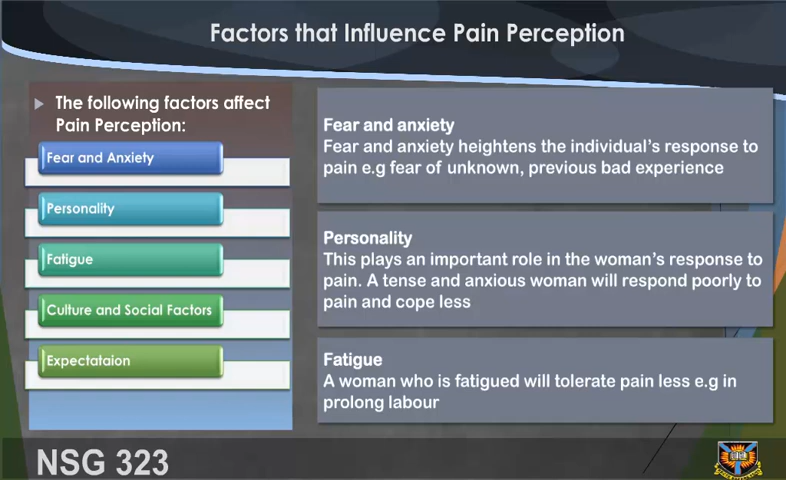 Factors that Influence Pain Perception
The following factors affect
Pain Perception:
Fear and Anxiety
Personality
Fatigue
Culture and Social Factors
Expectataion
Fear and anxiety
Fear and anxiety heightens the individual's response to
pain e.g fear of unknown, previous bad experience
Personality
This plays an important role in the woman's response to
pain. A tense and anxious woman will respond poorly to
pain and cope less
Fatigue
A woman who is fatigued will tolerate pain less e.g in
prolong labour
NSG 323